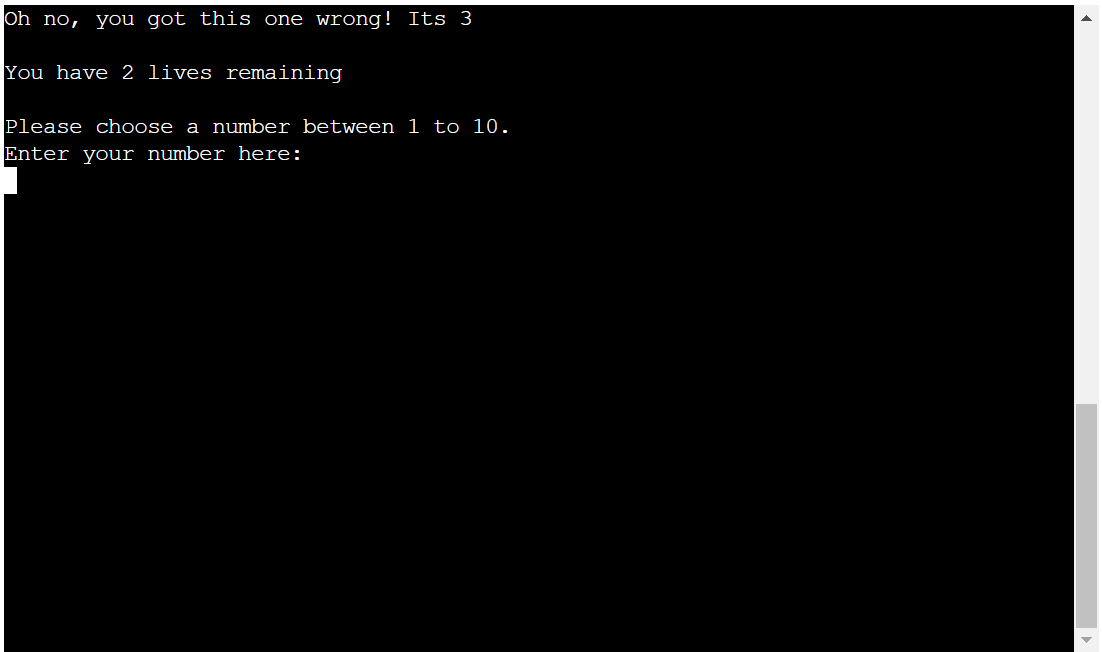 Oh no, you got this one wrong! Its 3
You have 2 lives remaining
Please choose a number between 1 to 10.
Enter your number here: